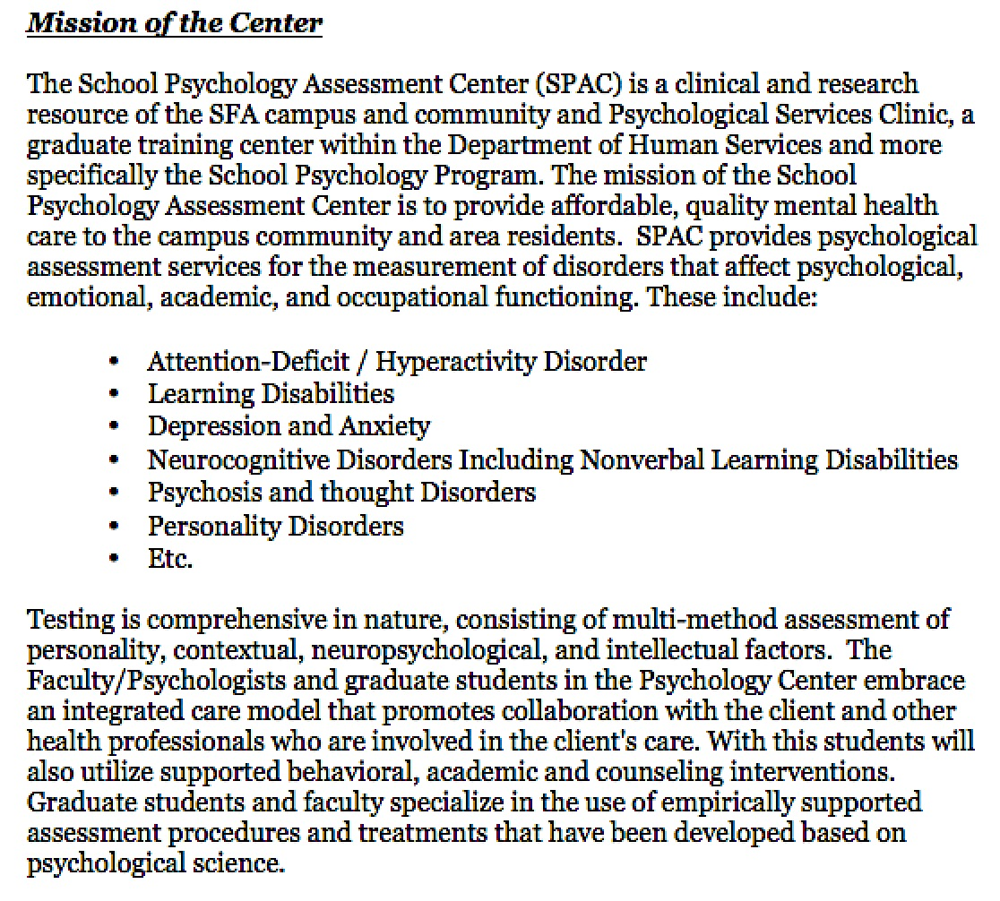 Mission of the Center
The School Psychology Assessment Center (SPAC) is a clinical and research
resource of the SFA campus and community and Psychological Services Clinic, a
graduate training center within the Department of Human Services and more
specifically the School Psychology Program. The mission of the School
Psychology Assessment Center is to provide affordable, quality mental health
care to the campus community and area residents.  SPAC provides psychological
assessment services for the measurement of disorders that affect psychological,
emotional, academic, and occupational functioning. These include:
• Attention-Deficit / Hyperactivity Disorder
• Learning Disabilities
• Depression and Anxiety
• Neurocognitive Disorders Including Nonverbal Learning Disabilities
• Psychosis and thought Disorders
• Personality Disorders
• Etc.
Testing is comprehensive in nature, consisting of multi-method assessment of
personality, contextual, neuropsychological, and intellectual factors.  The
Faculty/Psychologists and graduate students in the Psychology Center embrace
an integrated care model that promotes collaboration with the client and other
health professionals who are involved in the client's care. With this students will
also utilize supported behavioral, academic and counseling interventions.
Graduate students and faculty specialize in the use of empirically supported
assessment procedures and treatments that have been developed based on
psychological science.